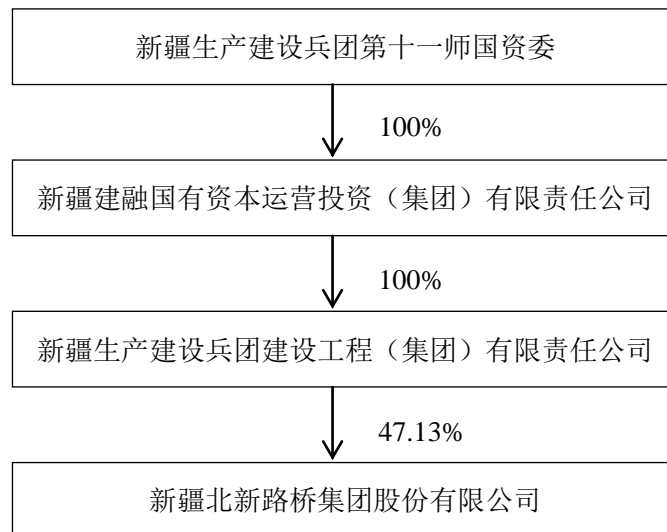 新疆生产建设兵团第十一师国资委
100%
新疆建融国有资本运营投资（集团）有限责任公司
100%
新疆生产建设兵团建设工程（集团）有限责任公司
47.13%
新疆北新路桥集团股份有限公司